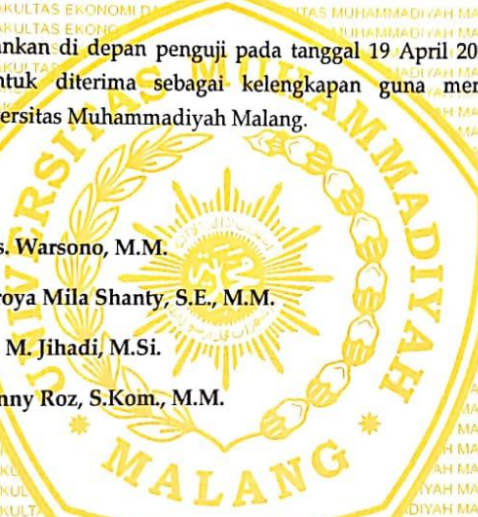 ankan di depan penguji pada tanggal 19 April 20
ntuk diterima sebagai kelengkapan guna mer
ersitas Muhammadiyah Malang.
s. Warsono, M.M.
roya Mila Shanty, S.E., M.M.
M. Jihadi, M.Si.
nny Roz, S.Kom., M.M.
UNIVERSITAS MUHAMMADIYAH
MALANG